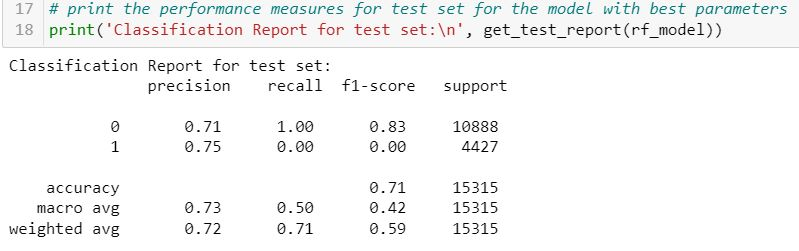 17 # print the performance measures for test set for the model with best parameters
18 print('Classification Report for test set:\n', get_test_report(rf_model))
Classification Report for test set:
precision recall f1-score support
0 0.71 1.00 0.83 10888
1 0.75 0.00 0.00 4427
accuracy 0.71 15315
macro avg 0.73 0.50 0.42 15315
weighted avg 0.72 0.71 0.59 15315